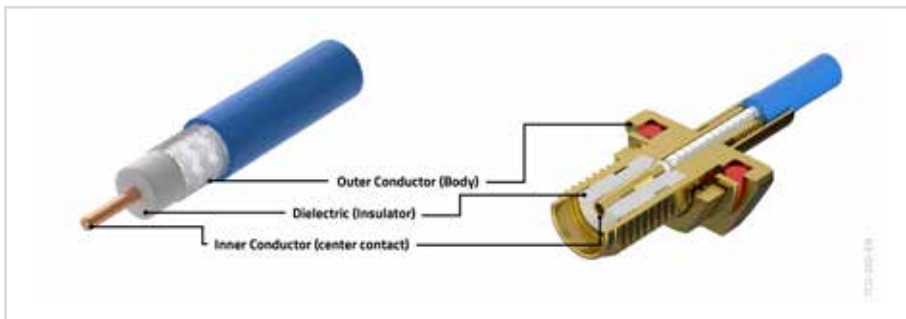 Outer Conductor (Body)
Dielectric (Insulator)
Inner Conductor (center contact)